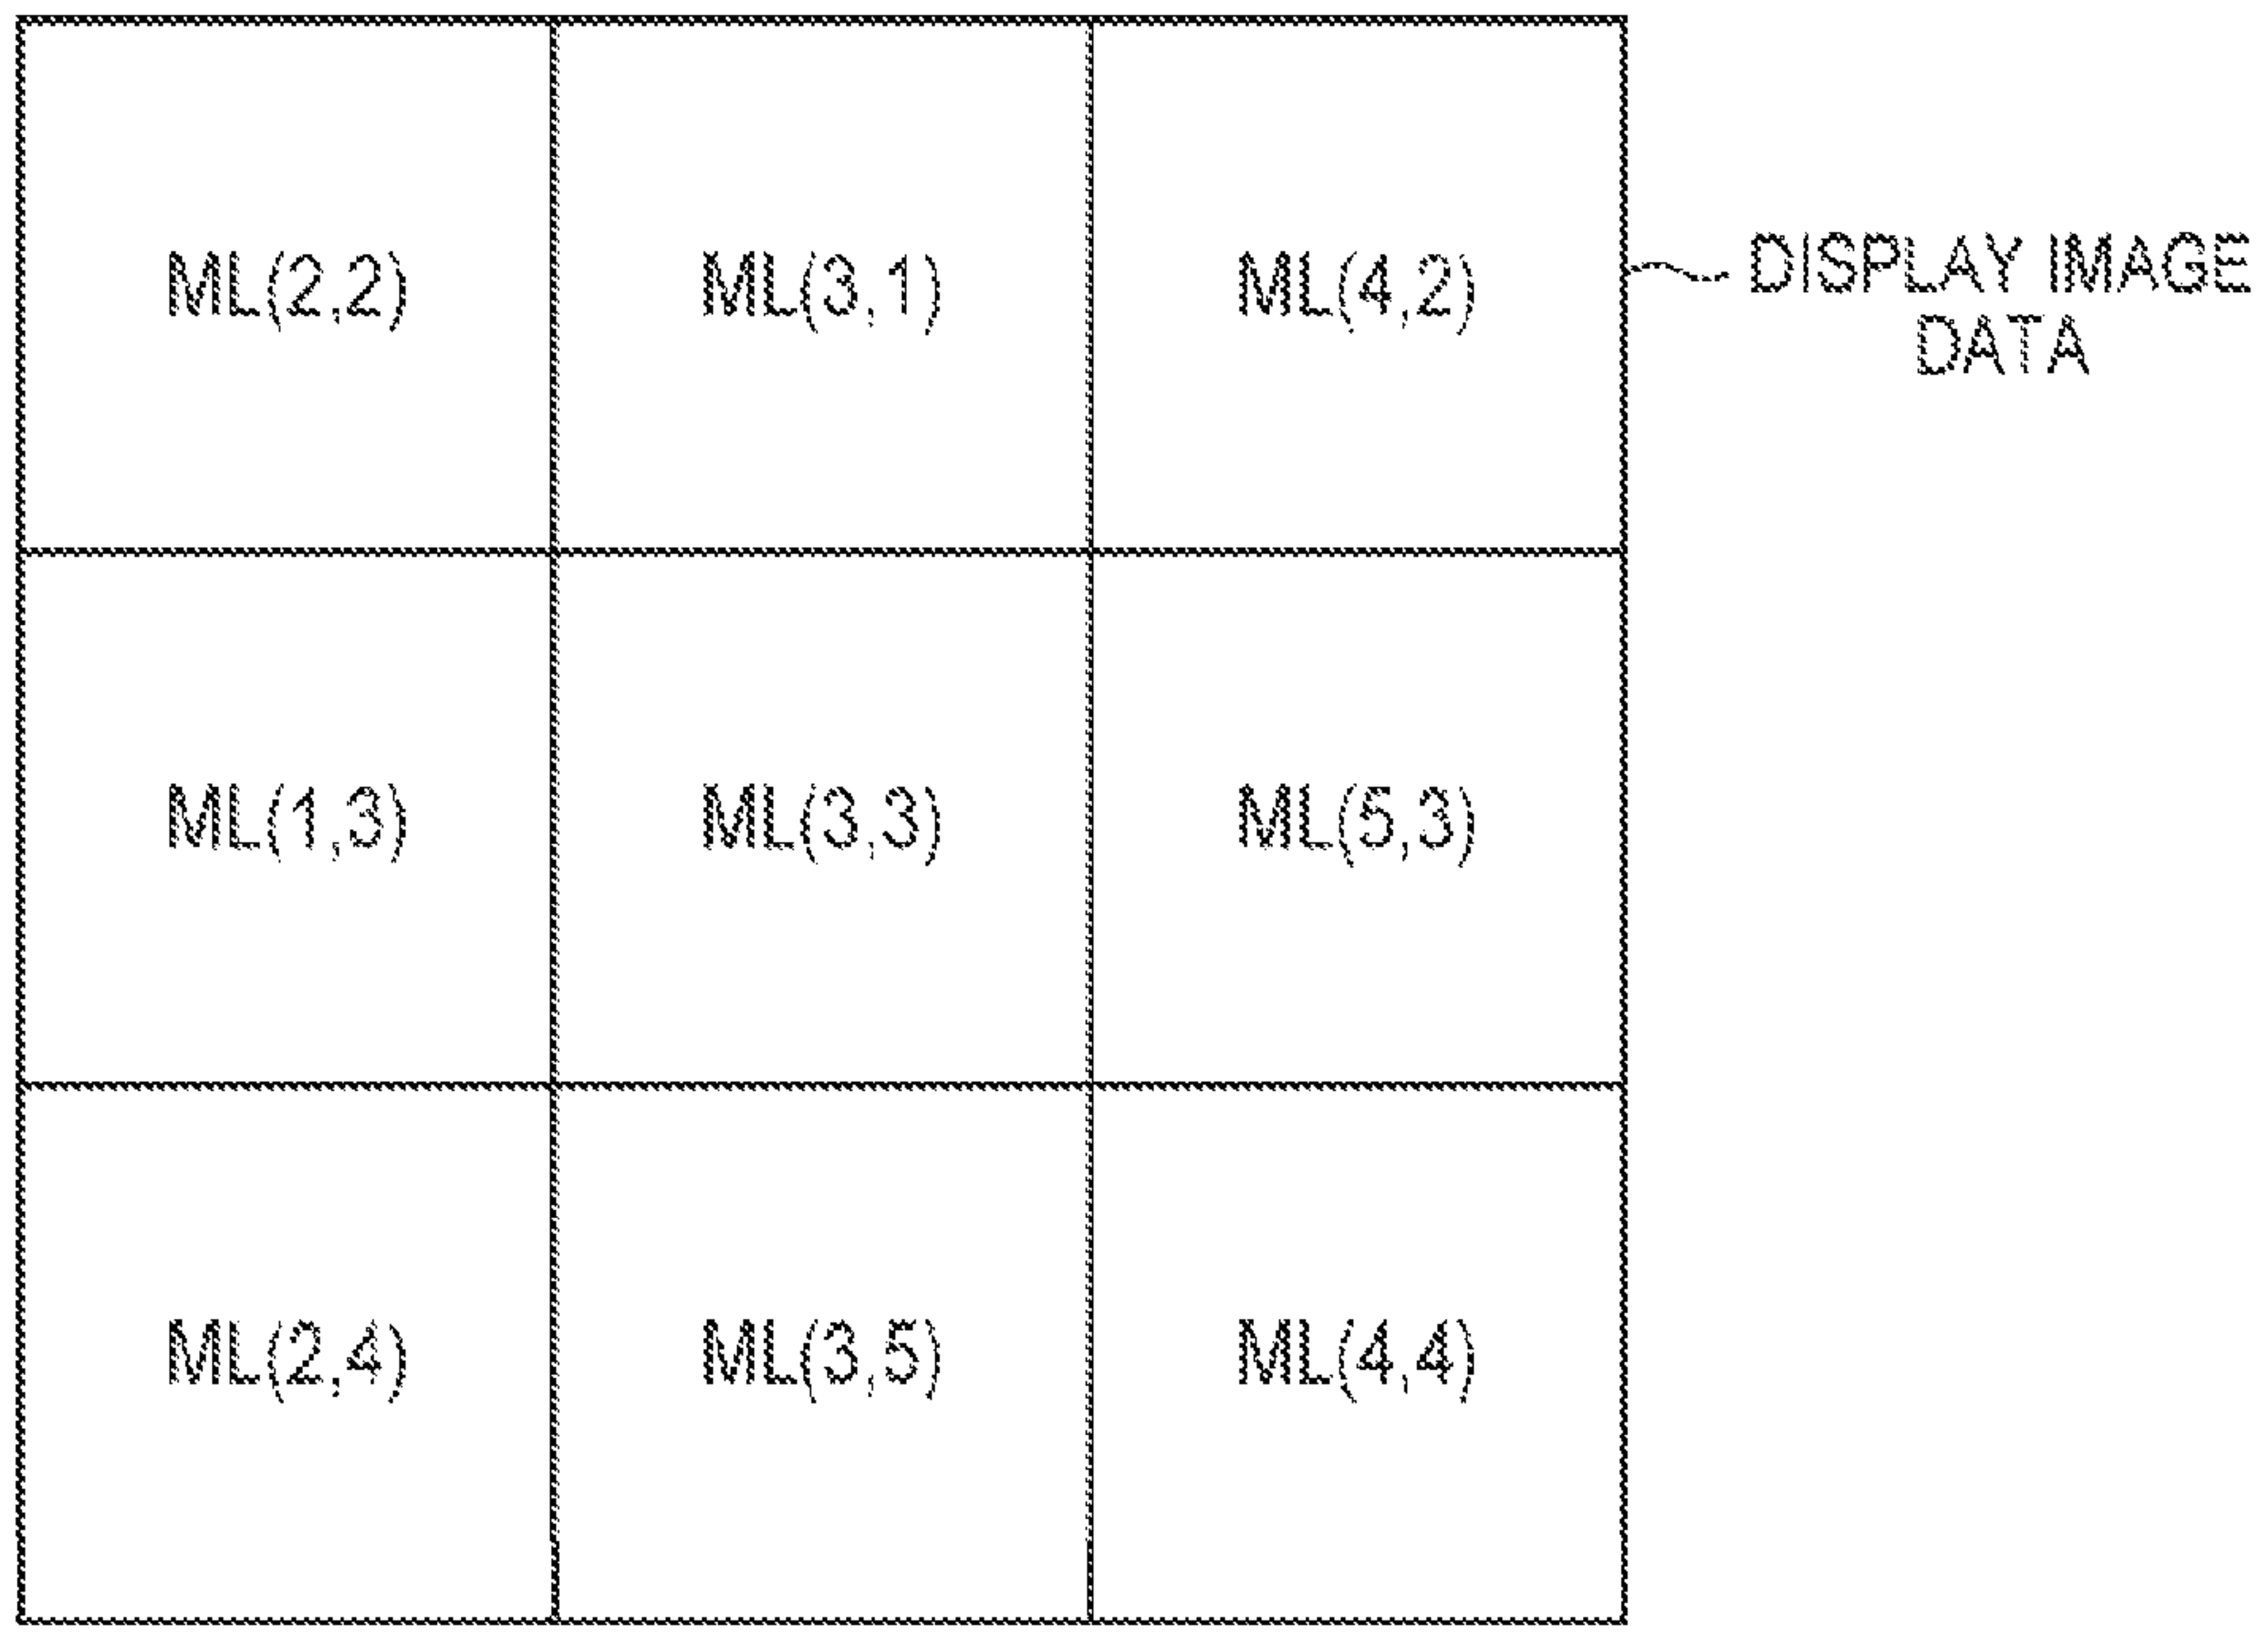 ML(2,2) ML(3,1) ML(4,2)
DISPLAY IMAGE
DATA
ML(1,3) ML(3,3) ML(5,3)
ML(2,4) ML(3,5) ML(4,4)